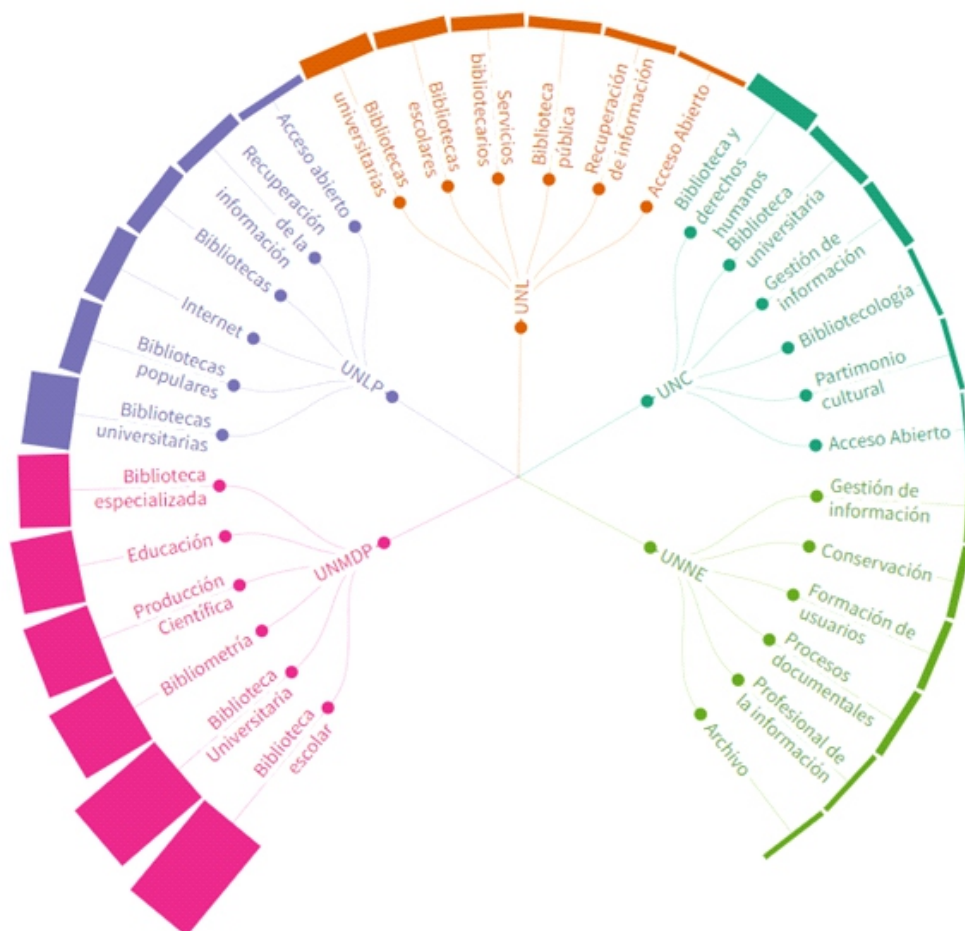 UNL
Bibliotecas
universitarias
Bibliotecas
escolares
Servicios
bibliotecarios
Biblioteca
pública
Recuperación
de información
Acceso Abierto
UNC
Biblioteca y
derechos
humanos
Biblioteca
universitaria
Gestión de
información
Bibliotecología
Partimonio
cultural
Acceso Abierto
UNNE
Gestión de
información
Conservación
Formación de
usuarios
Procesos
documentales
Profesional de
la información
Archivo
UNMDP
Biblioteca
escolar
Biblioteca
Universitaria
Bibliometría
Producción
Científica
Educación
Biblioteca
especializada
UNLP
Bibliotecas
universitarias
Bibliotecas
populares
Internet
Bibliotecas
Recuperación
de la
información
Acceso abierto